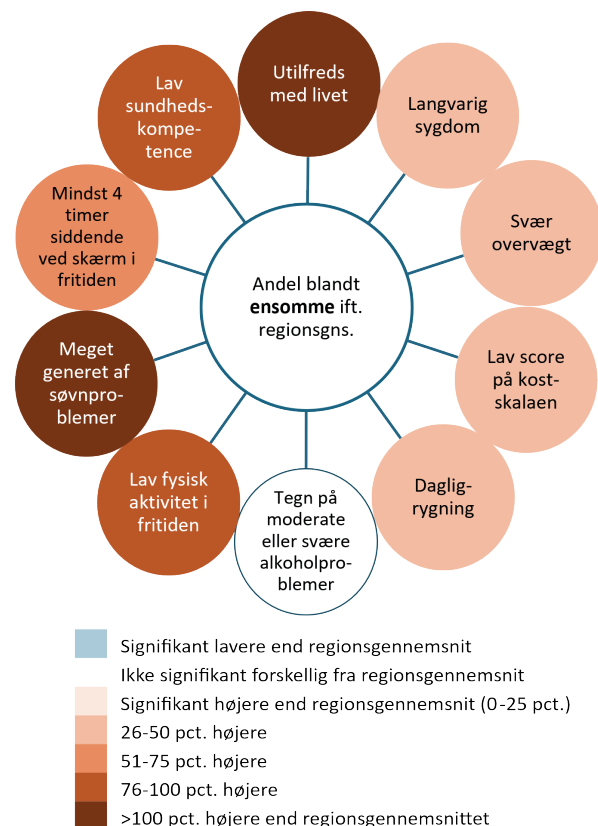 Utilfreds
med livet
Langvarig
sygdom
Svær
overvægt
Lav score
på kost-
skalaen
Daglig-
rygning
Tegn på
moderate
eller svære
alkoholpro-
blemer
Lav fysisk
aktivitet i
fritiden
Meget
generet af
søvnpro-
blemer
Mindst 4
timer
siddende
ved skærm i
fritiden
Lav
sundheds-
kompe-
tence
Andel blandt
ensomme ift.
regionsgns.
Signifikant lavere end regionsgennemsnit
Ikke signifikant forskellig fra regionsgennemsnit
Signifikant højere end regionsgennemsnit (0-25 pct.)
26-50 pct. højere
51-75 pct. højere
76-100 pct. højere
>100 pct. højere end regionsgennemsnittet